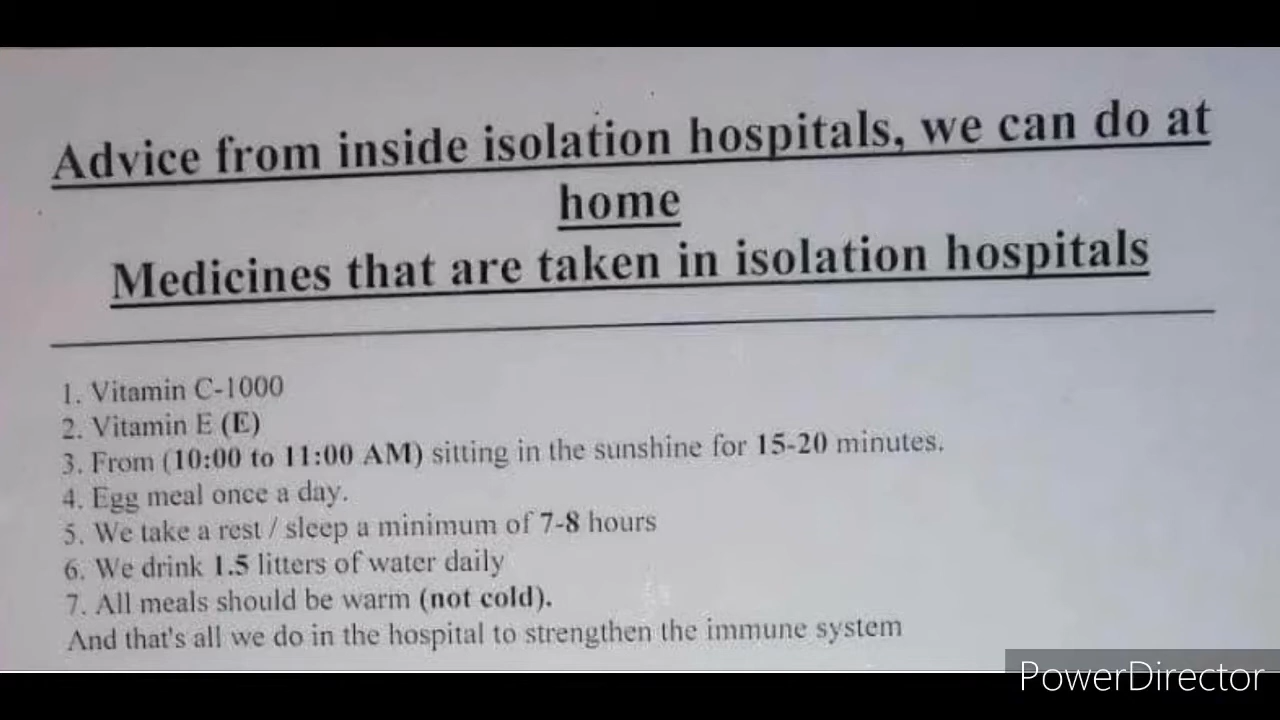 Advice from inside isolation hospitals, we can do at
home
Medicines that are taken in isolation hospitals
1. Vitamin C-1000
2. Vitamin E (E)
3. From (10:00 to 11:00 AM) sitting in the sunshine for 15-20 minutes.
4. Egg meal once a day.
5. We take a rest / sleep a minimum of 7-8 hours
6. We drink 1.5 litters of water daily
7. All meals should be warm (not cold).
And that's all we do in the hospital to strengthen the immune system
PowerDirector